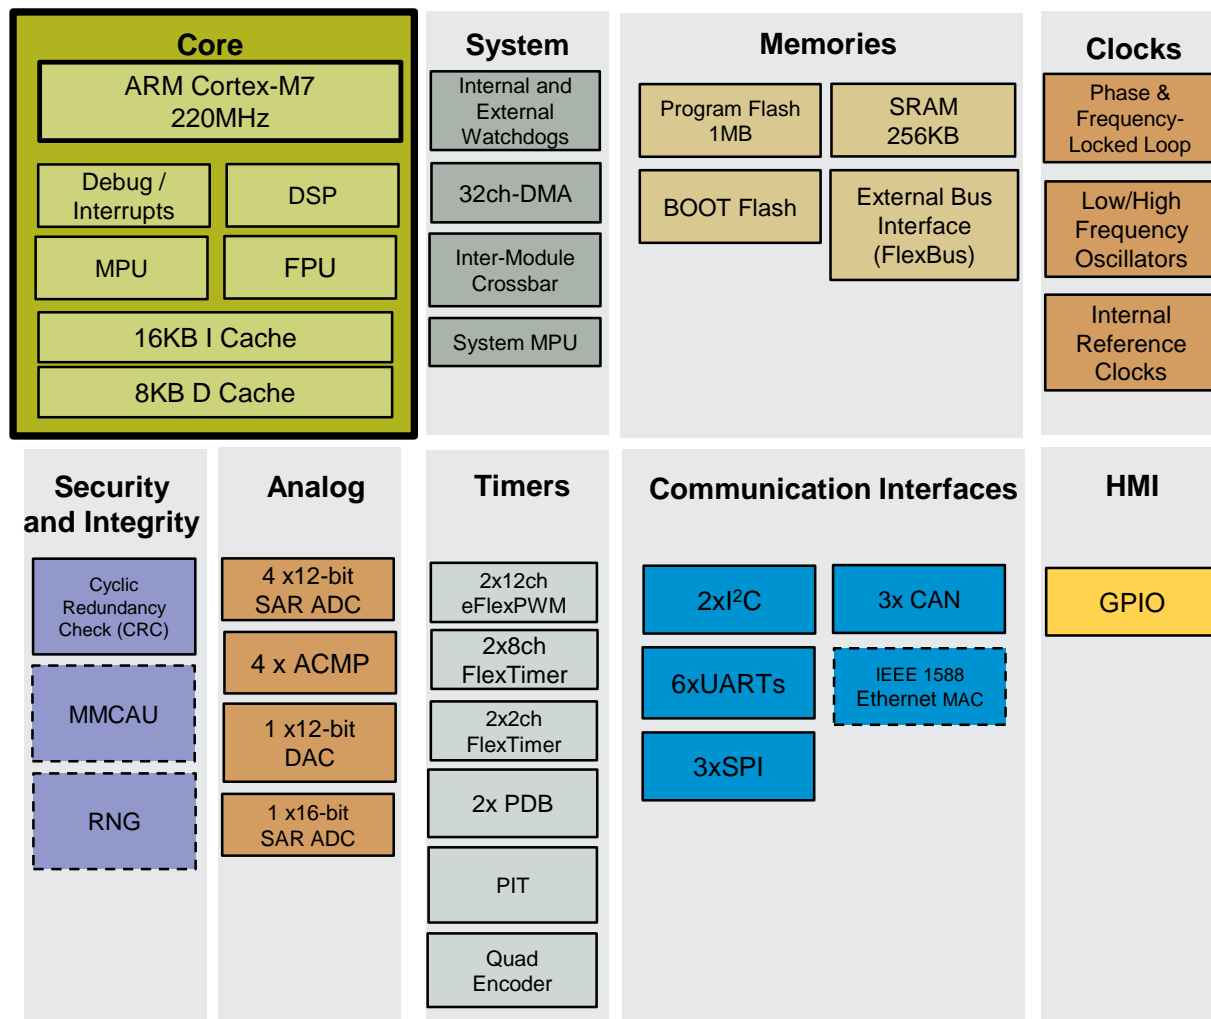 Core
ARM Cortex-M7
220MHz
Debug /
Interrupts
DSP
MPU
FPU
16KB I Cache
8KB D Cache
System
Internal and
External
Watchdogs
32ch-DMA
Inter-Module
Crossbar
System MPU
Memories
Program Flash
1MB
SRAM
256KB
BOOT Flash
External Bus
Interface
(FlexBus)
Clocks
Phase &
Frequency-
Locked Loop
Low/High
Frequency
Oscillators
Internal
Reference
Clocks
Security
and Integrity
Cyclic
Redundancy
Check (CRC)
MMCAU
RNG
Analog
4 x12-bit
SAR ADC
4 x ACMP
1 x12-bit
DAC
1 x16-bit
SAR ADC
Timers
2x12ch
eFlexPWM
2x8ch
FlexTimer
2x2ch
FlexTimer
2x PDB
PIT
Quad
Encoder
Communication Interfaces
2xI²C
3x CAN
6xUARTs
IEEE 1588
Ethernet MAC
3xSPI
HMI
GPIO